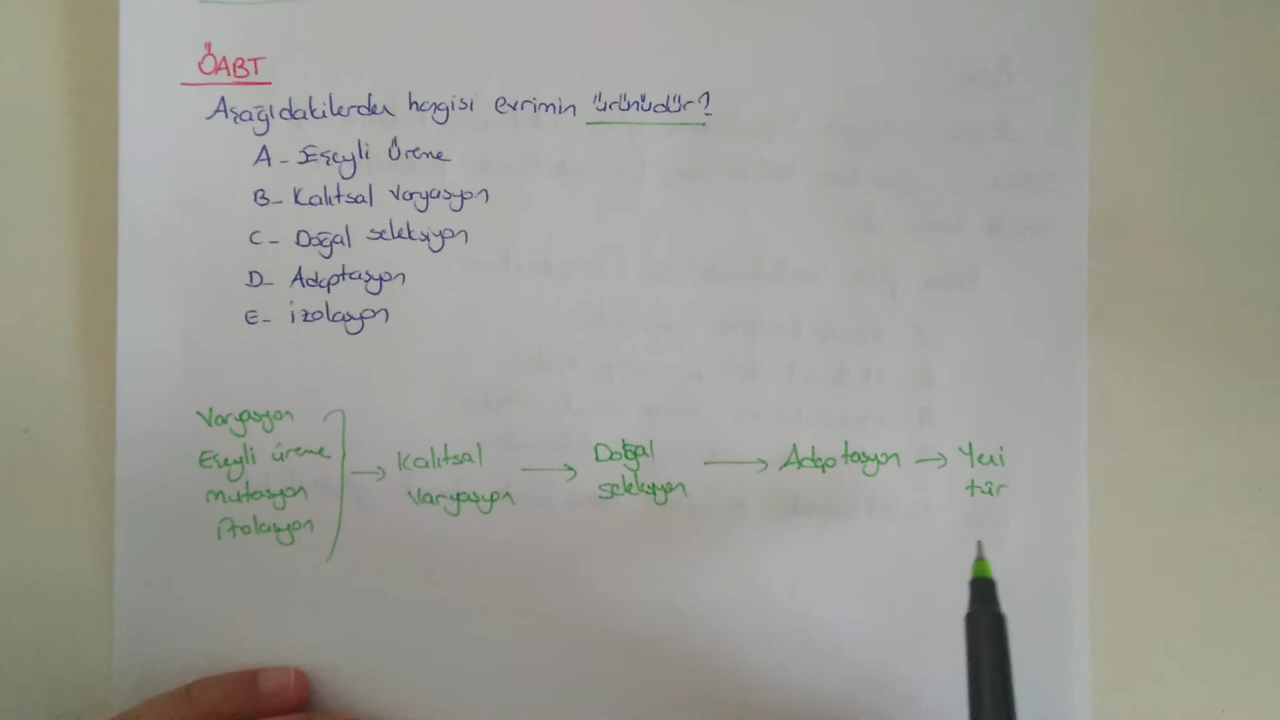 ÖABT
Aşağıdakilerden hangisi evrimin ürünüdür?
A - Eşeyli Üreme
B - Kalıtsal Varyasyon
C - Doğal seleksiyon
D - Adaptasyon
E - izolasyon
Varyasyon
Eşeyli üreme
mutasyon
izolasyon
Kalıtsal
varyasyon
Doğal
seleksiyon
Adaptasyon
Yeni
tür